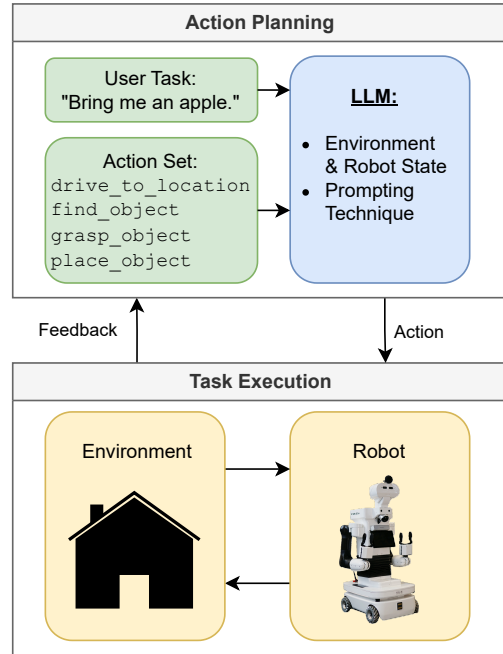 Action Planning
User Task:
"Bring me an apple."
Action Set:
drive_to_location
find_object
grasp_object
place_object
LLM:
• Environment
& Robot State
• Prompting
Technique
Feedback
Action
Task Execution
Environment
Robot